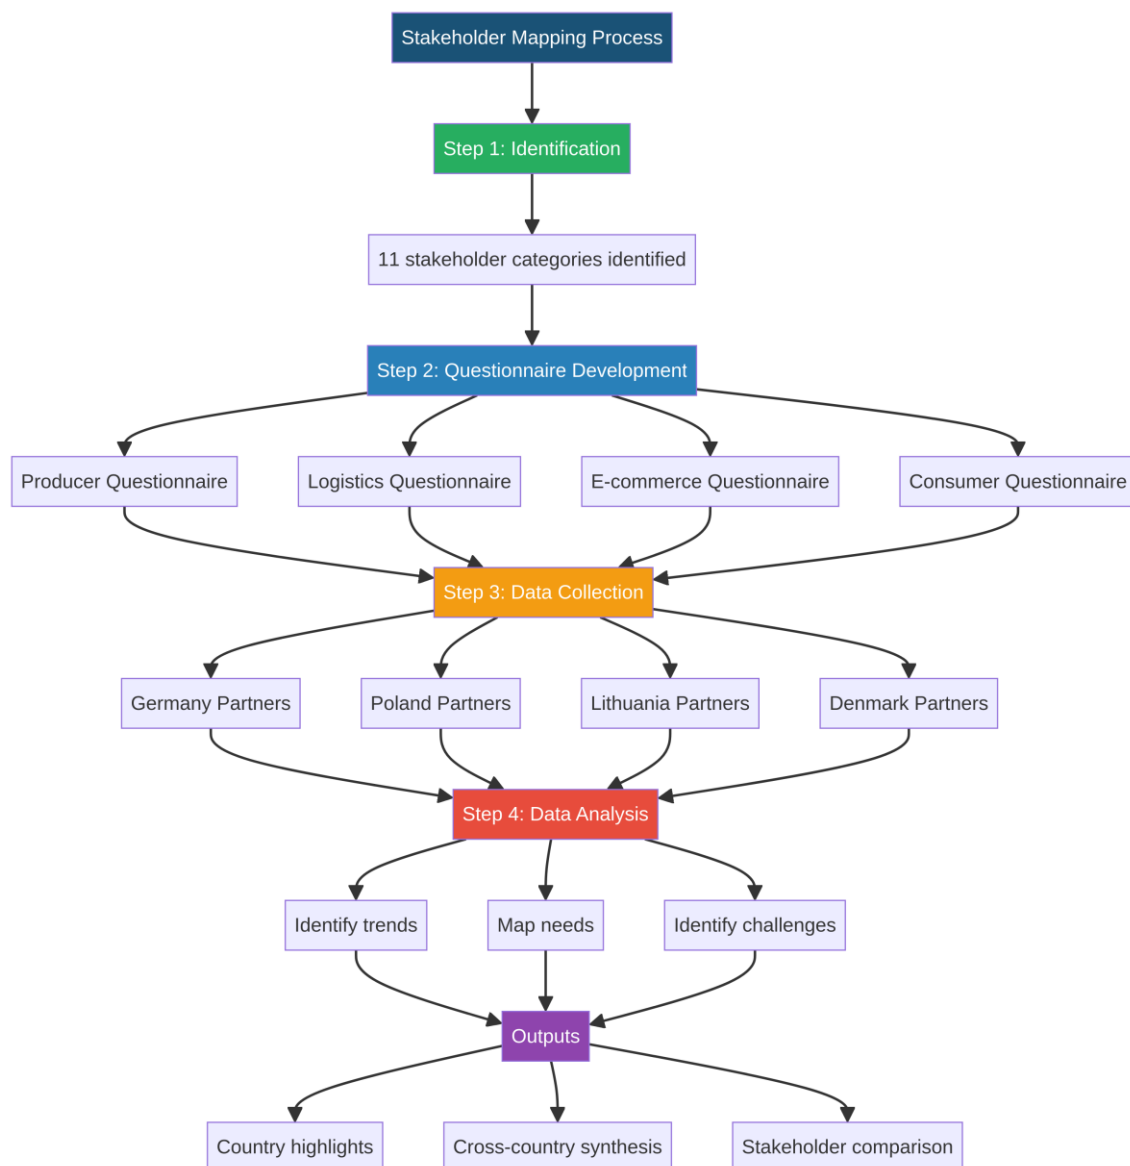 Stakeholder Mapping Process
Step 1: Identification
11 stakeholder categories identified
Step 2: Questionnaire Development
Producer Questionnaire
Logistics Questionnaire
E-commerce Questionnaire
Consumer Questionnaire
Step 3: Data Collection
Germany Partners
Poland Partners
Lithuania Partners
Denmark Partners
Step 4: Data Analysis
Identify trends
Map needs
Identify challenges
Outputs
Country highlights
Cross-country synthesis
Stakeholder comparison